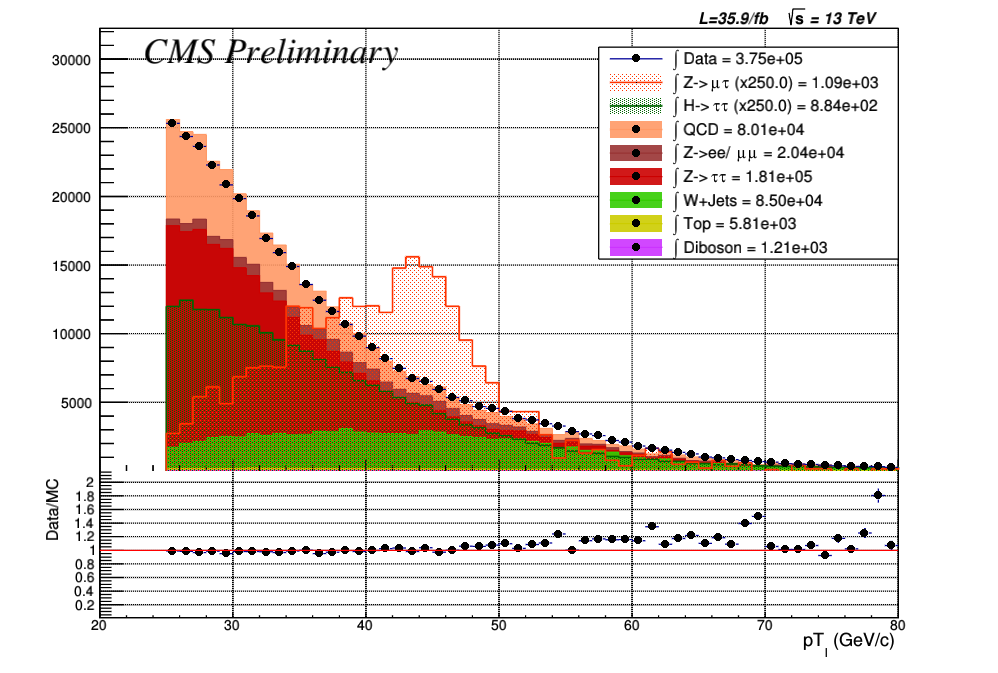 L=35.9/fb √s = 13 TeV
CMS Preliminary
30000
25000
20000
15000
10000
5000
∫ Data = 3.75e+05
∫ Z->μτ (x250.0) = 1.09e+03
∫ H->ττ (x250.0) = 8.84e+02
∫ QCD = 8.01e+04
∫ Z->ee/ μμ = 2.04e+04
∫ Z->ττ = 1.81e+05
∫ W+Jets = 8.50e+04
∫ Top = 5.81e+03
∫ Diboson = 1.21e+03
Data/MC
2
1.8
1.6
1.4
1.2
1
0.8
0.6
0.4
0.2
20 30 40 50 60 70 80
pT_l (GeV/c)